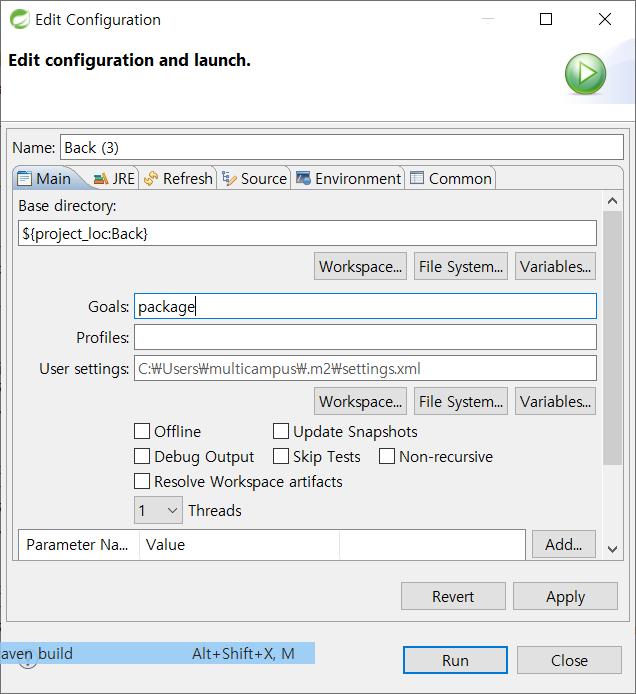 Edit Configuration
Edit configuration and launch.
Name: Back (3)
Main JRE Refresh Source Environment Common
Base directory:
${project_loc:Back}
Workspace... File System... Variables...
Goals: package
Profiles:
User settings: C:₩Users₩multicampus₩.m2₩settings.xml
Workspace... File System... Variables...
Offline Update Snapshots
Debug Output Skip Tests Non-recursive
Resolve Workspace artifacts
1 Threads
Parameter Na... Value Add...
Revert Apply
aven build Alt+Shift+X, M
Run Close